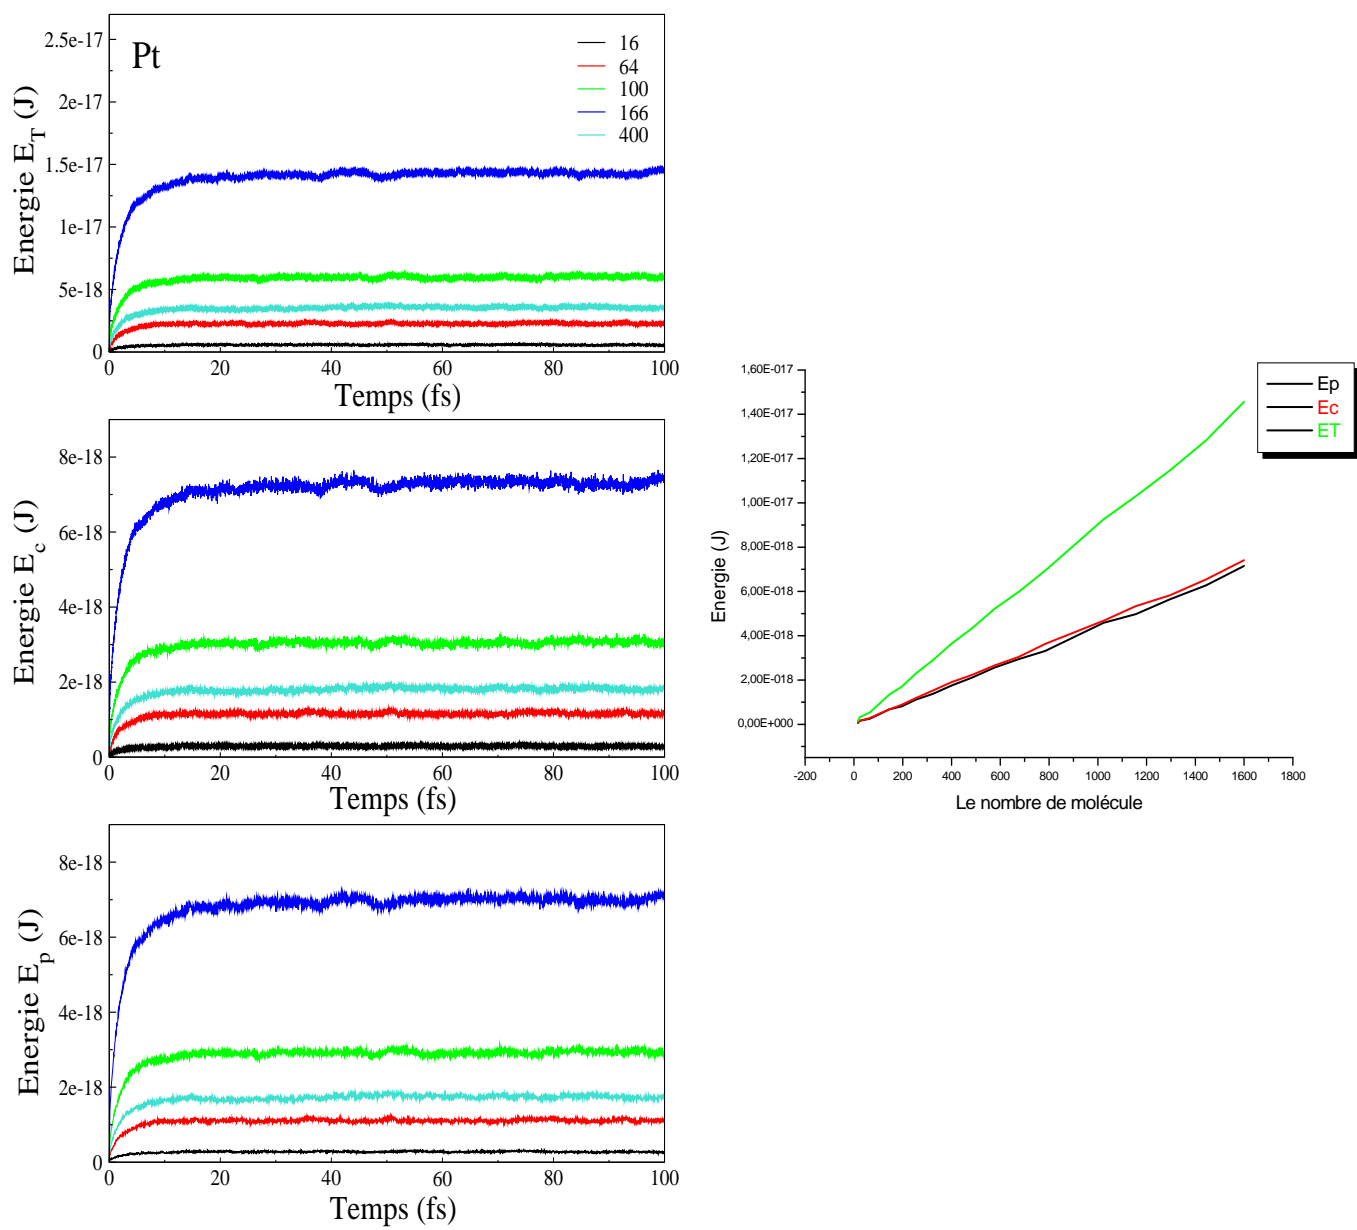 Pt
16
64
100
166
400
2.5e-17
2e-17
1.5e-17
1e-17
5e-18
0
Energie E_T (J)
0 20 40 60 80 100
Temps (fs)
8e-18
6e-18
4e-18
2e-18
0
Energie E_c (J)
0 20 40 60 80 100
Temps (fs)
8e-18
6e-18
4e-18
2e-18
0
Energie E_p (J)
0 20 40 60 80 100
Temps (fs)
Ep
Ec
ET
1,60E-017
1,40E-017
1,20E-017
1,00E-017
8,00E-018
6,00E-018
4,00E-018
2,00E-018
0,00E+000
Energie (J)
-200 0 200 400 600 800 1000 1200 1400 1600 1800
Le nombre de molécule